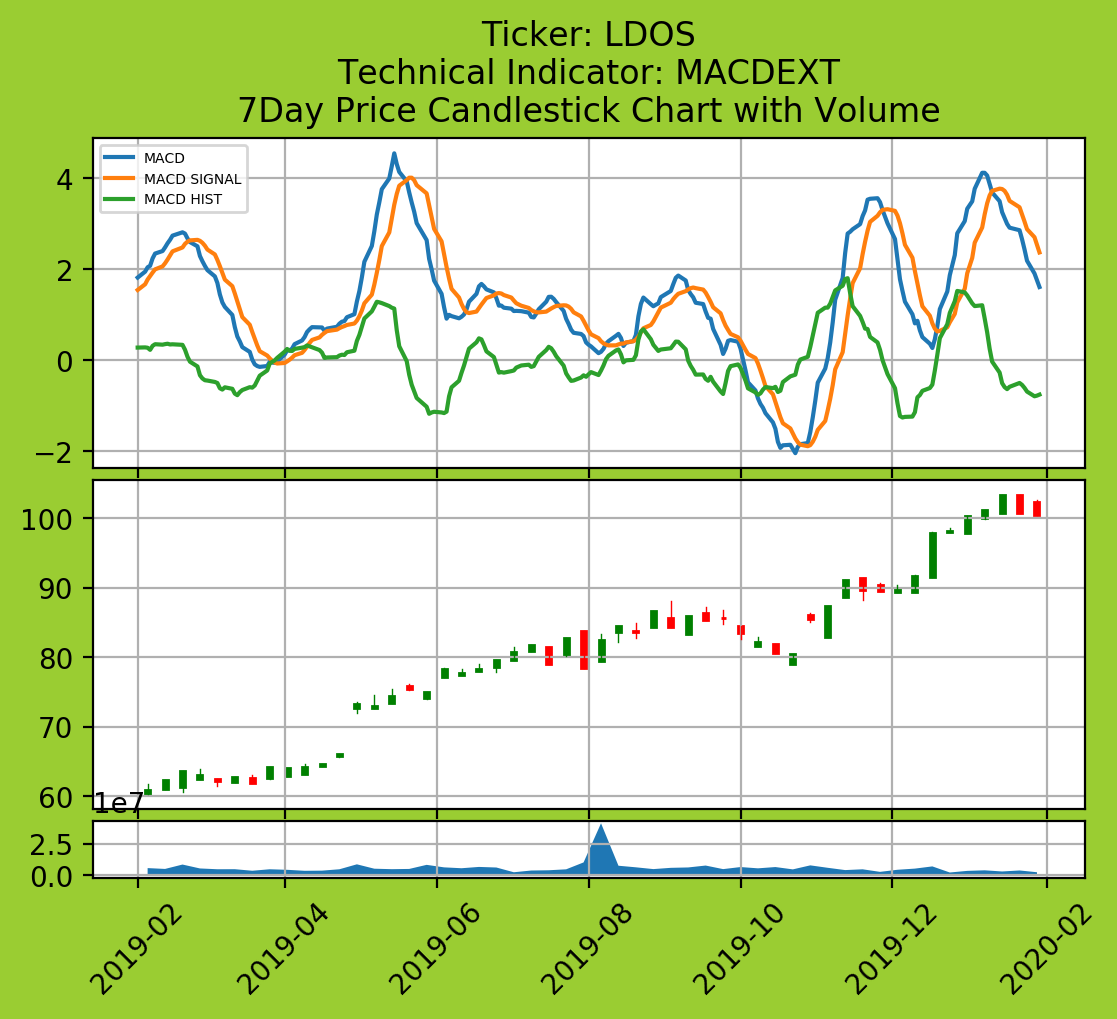 Ticker: LDOS
Technical Indicator: MACDEXT
7Day Price Candlestick Chart with Volume
MACD
MACD SIGNAL
MACD HIST
4
2
0
−2
100
90
80
70
60
1e7
2.5
0.0
2019-02
2019-04
2019-06
2019-08
2019-10
2019-12
2020-02